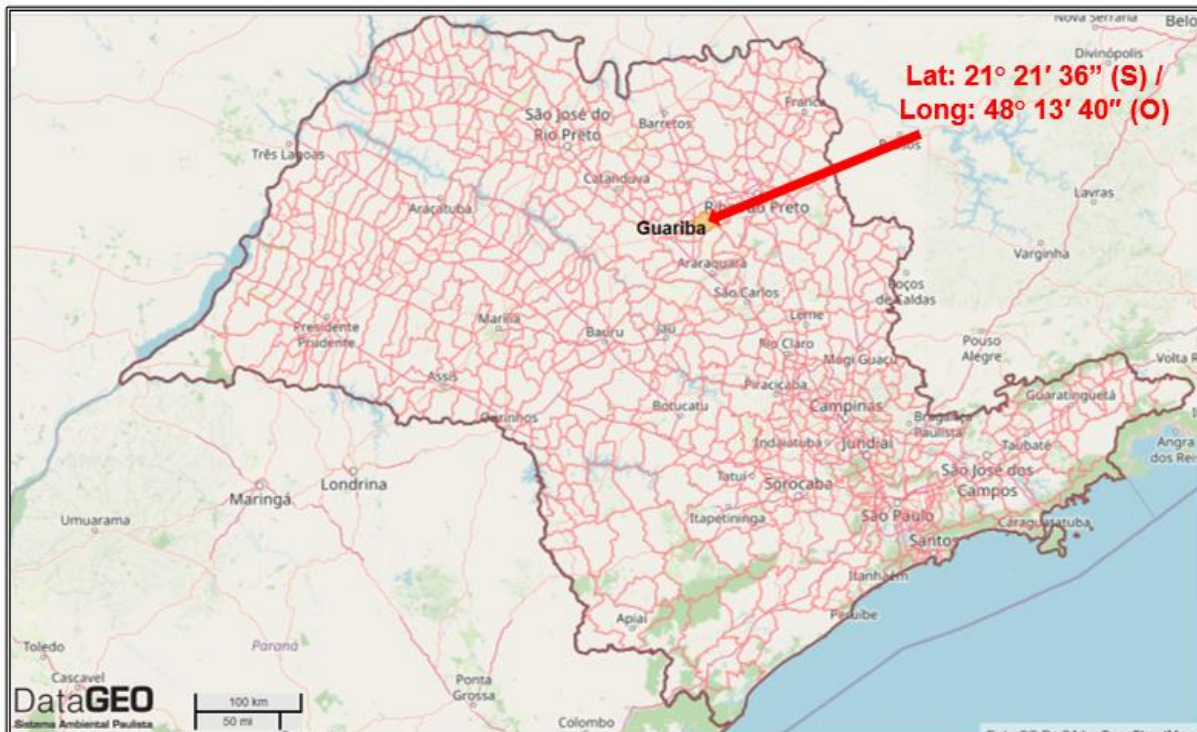 Nova Serrana
Divinópolis
Lat: 21° 21′ 36” (S) /
Long: 48° 13′ 40″ (O)
São José do
Rio Preto
Barretos
Franca
Três Lagoas
Catanduva
Lavras
Araçatuba
Preto
Guariba
Araraquara
Varginha
São Carlos
Poços
de Caldas
Presidente
Prudente
Marília
Bauru
Jaú
Leme
Rio Claro
Mogi Guaçu
Pouso
Alegre
Assis
Piracicaba
Guaratinguetá
Ourinhos
Botucatu
Campinas
Bragança
Paulista
Indaiatuba
Jundiaí
Taubaté
Angra
dos Reis
Londrina
Maringá
Tatuí
Sorocaba
São José dos
Campos
Umuarama
Itapetininga
São Paulo
Caraguatatuba
Santos
Itanhaém
Peruíbe
Apiaí
Toledo
Paraná
Cascavel
Ponta
Grossa
DataGEO
Sistema Ambiental Paulista
100 km
50 mi
Colombo